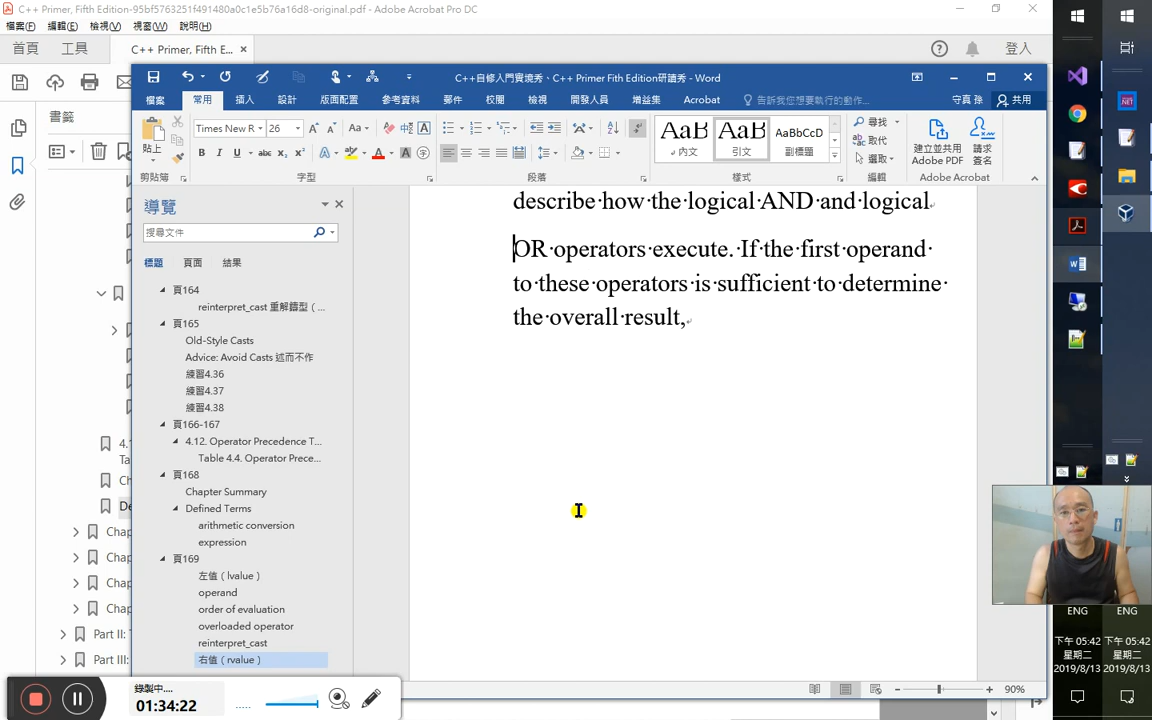 C++ Primer, Fifth Edition-95bf5763251f491480a0c1e5b76a16d8-original.pdf - Adobe Acrobat Pro DC
檔案(F) 編輯(E) 檢視(V) 視窗(W) 說明(H)
首頁 工具 C++ Primer, Fifth E... × 登入
書籤
C++自修入門實境秀、C++ Primer Fith Edition研讀秀 - Word
檔案 常用 插入 設計 版面配置 參考資料 郵件 校閱 檢視 開發人員 增益集 Acrobat 告訴我您想要執行的動作... 守真 孫 共用
貼上
Times New R 26
AaB AaB AaBbCcD
內文 引文 副標題
尋找
取代
選取
建立並共用 Adobe PDF
請求 簽名
剪貼簿 字型 段落 樣式 編輯 Adobe Acrobat
導覽
搜尋文件
標題 頁面 結果
頁164
reinterpret_cast 重解鑄型 ( ...
頁165
Old-Style Casts
Advice: Avoid Casts 述而不作
練習4.36
練習4.37
練習4.38
頁166-167
4.12. Operator Precedence T...
Table 4.4. Operator Prece...
頁168
Chapter Summary
Defined Terms
arithmetic conversion
expression
頁169
左值 ( lvalue )
operand
order of evaluation
overloaded operator
reinterpret_cast
右值 ( rvalue )
4.1
Ta
Ch
De
Chap
Chap
Chap
Chap
Part II: T
Part III:
describe how the logical AND and logical
OR operators execute. If the first operand
to these operators is sufficient to determine
the overall result,
90%
錄製中....
01:34:22
ENG ENG
下午 05:42 下午 05:42
星期二 星期二
2019/8/13 2019/8/13